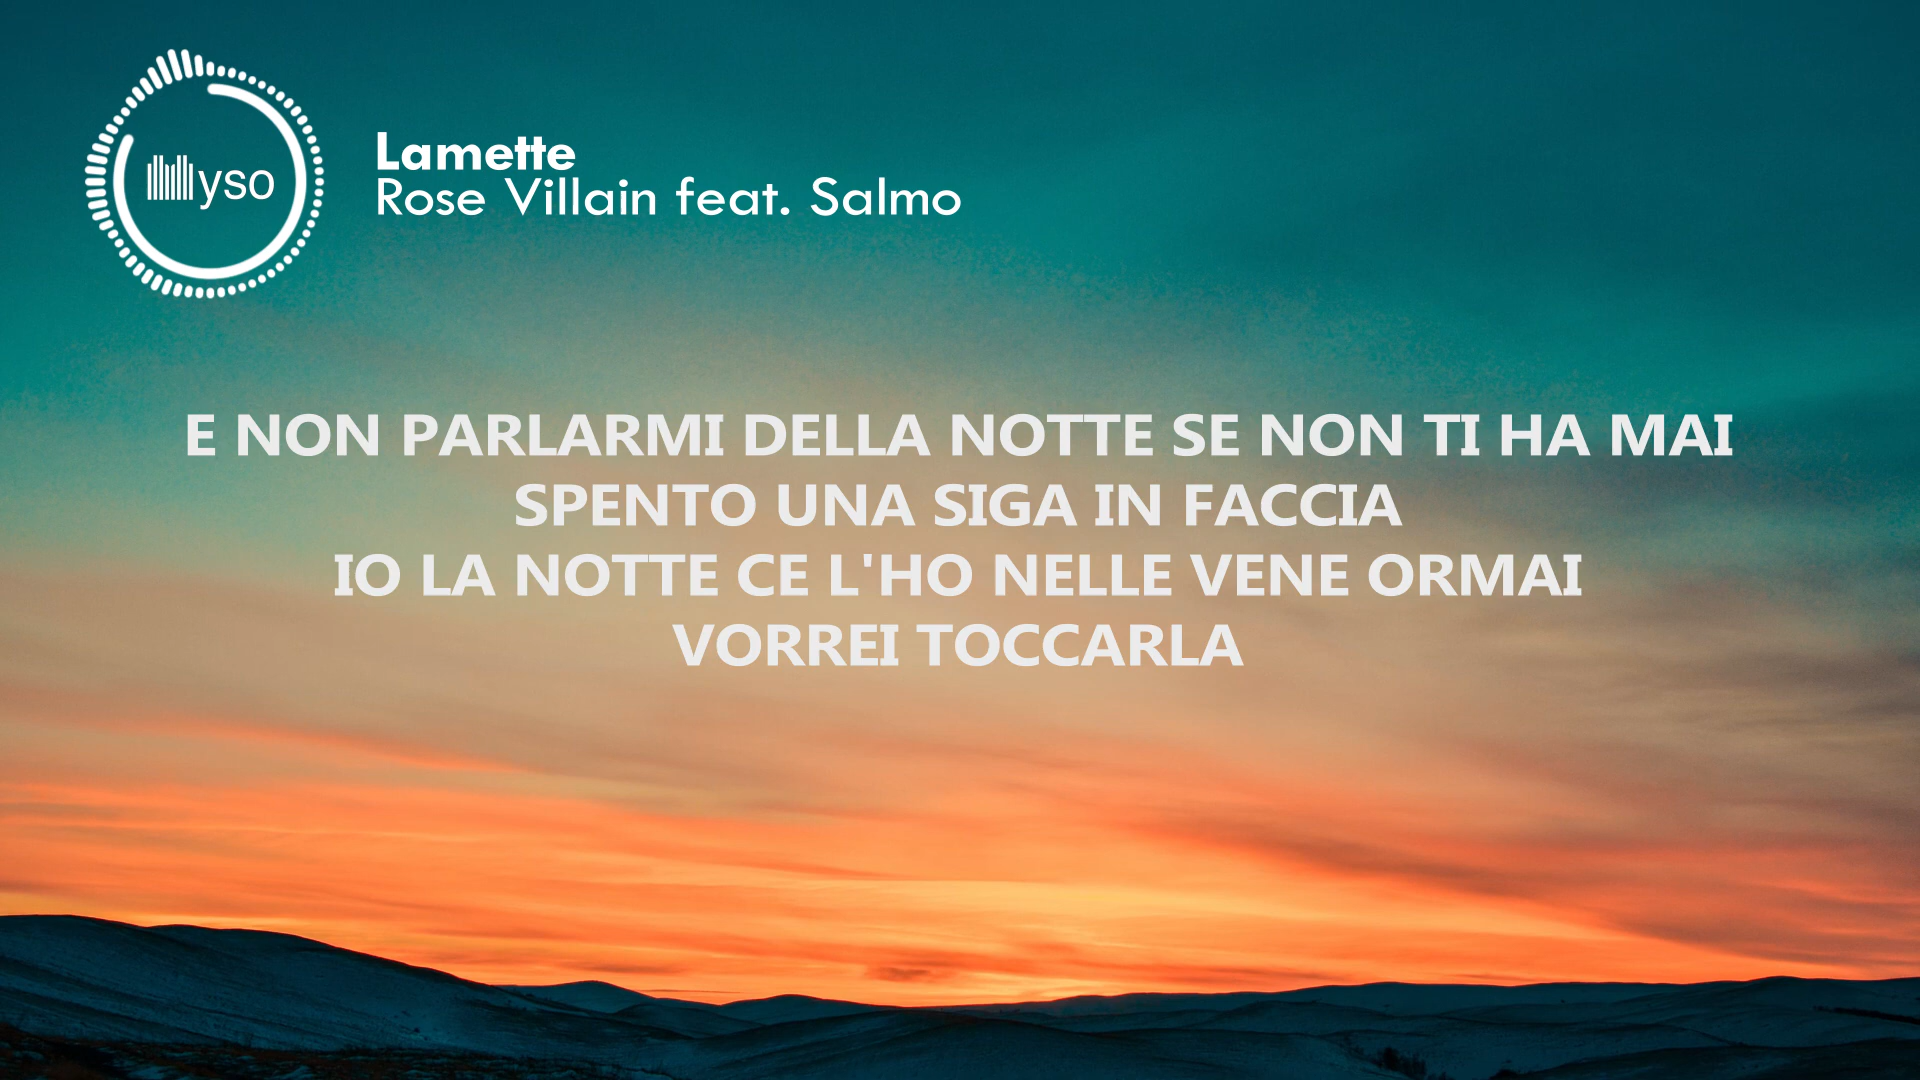 yso
Lamette
Rose Villain feat. Salmo
E NON PARLARMI DELLA NOTTE SE NON TI HA MAI
SPENTO UNA SIGA IN FACCIA
IO LA NOTTE CE L'HO NELLE VENE ORMAI
VORREI TOCCARLA